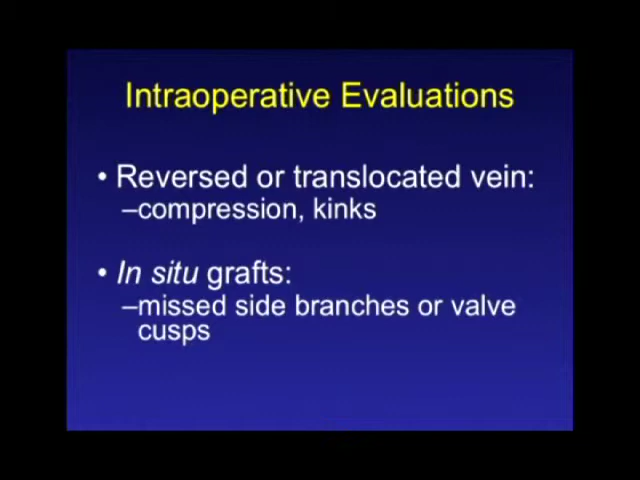 Intraoperative Evaluations
• Reversed or translocated vein:
–compression, kinks
• In situ grafts:
–missed side branches or valve
cusps